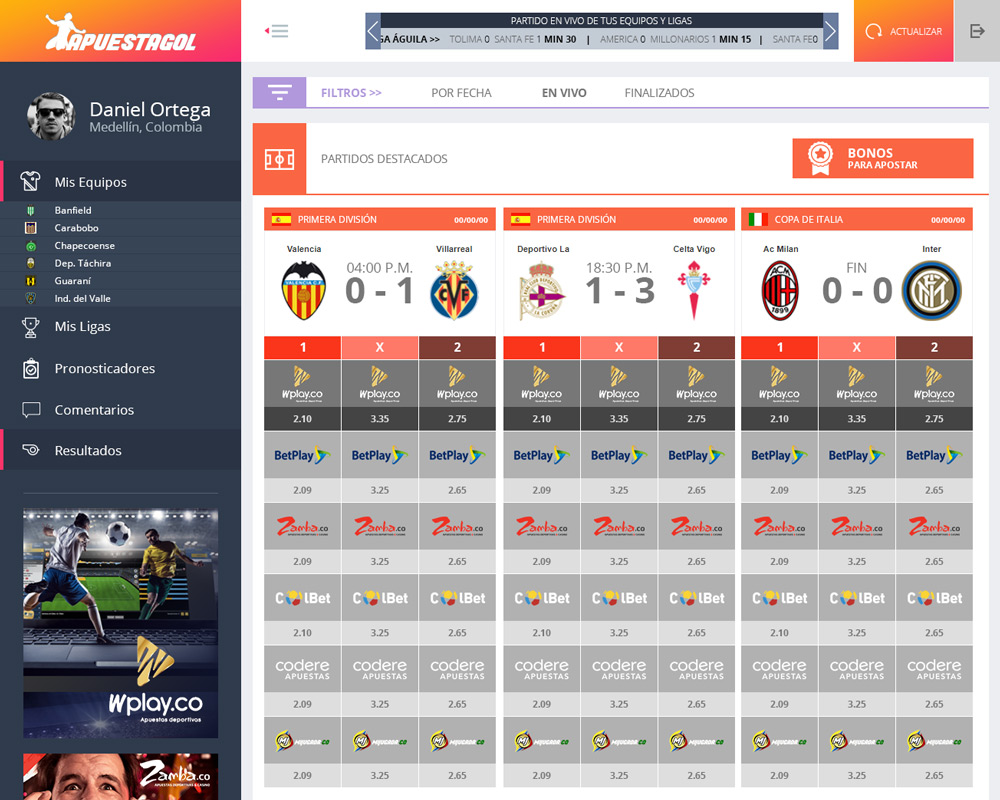 APUESTAGOL
PARTIDO EN VIVO DE TUS EQUIPOS Y LIGAS
GA ÁGUILA >> TOLIMA 0 SANTA FE 1 MIN 30 | AMERICA 0 MILLONARIOS 1 MIN 15 | SANTA FE0
ACTUALIZAR
Daniel Ortega
Medellín, Colombia
Mis Equipos
Banfield
Carabobo
Chapecoense
Dep. Táchira
Guaraní
Ind. del Valle
Mis Ligas
Pronosticadores
Comentarios
Resultados
Wplay.co
Apuestas deportivas
Zamba.co
APUESTAS DEPORTIVAS & CASINO
FILTROS >> POR FECHA EN VIVO FINALIZADOS
PARTIDOS DESTACADOS
BONOS
PARA APOSTAR
PRIMERA DIVISIÓN 00/00/00
Valencia Villarreal
04:00 P.M.
0 - 1
1 X 2
Wplay.co Wplay.co Wplay.co
2.10 3.35 2.75
BetPlay BetPlay BetPlay
2.09 3.25 2.65
Zamba.co Zamba.co Zamba.co
2.09 3.25 2.65
C lBet C lBet C lBet
2.10 3.25 2.65
codere codere codere
APUESTAS APUESTAS APUESTAS
2.09 3.25 2.65
MIJUGADA.CO MIJUGADA.CO MIJUGADA.CO
2.09 3.25 2.65
PRIMERA DIVISIÓN 00/00/00
Deportivo La Celta Vigo
18:30 P.M.
1 - 3
1 X 2
Wplay.co Wplay.co Wplay.co
2.10 3.35 2.75
BetPlay BetPlay BetPlay
2.09 3.25 2.65
Zamba.co Zamba.co Zamba.co
2.09 3.25 2.65
C lBet C lBet C lBet
2.10 3.25 2.65
codere codere codere
APUESTAS APUESTAS APUESTAS
2.09 3.25 2.65
MIJUGADA.CO MIJUGADA.CO MIJUGADA.CO
2.09 3.25 2.65
COPA DE ITALIA 00/00/00
Ac Milan Inter
FIN
0 - 0
ACM
1899
1 X 2
Wplay.co Wplay.co Wplay.co
2.10 3.35 2.75
BetPlay BetPlay BetPlay
2.09 3.25 2.65
Zamba.co Zamba.co Zamba.co
2.09 3.25 2.65
C lBet C lBet C lBet
2.10 3.25 2.65
codere codere codere
APUESTAS APUESTAS APUESTAS
2.09 3.25 2.65
MIJUGADA.CO MIJUGADA.CO MIJUGADA.CO
2.09 3.25 2.65